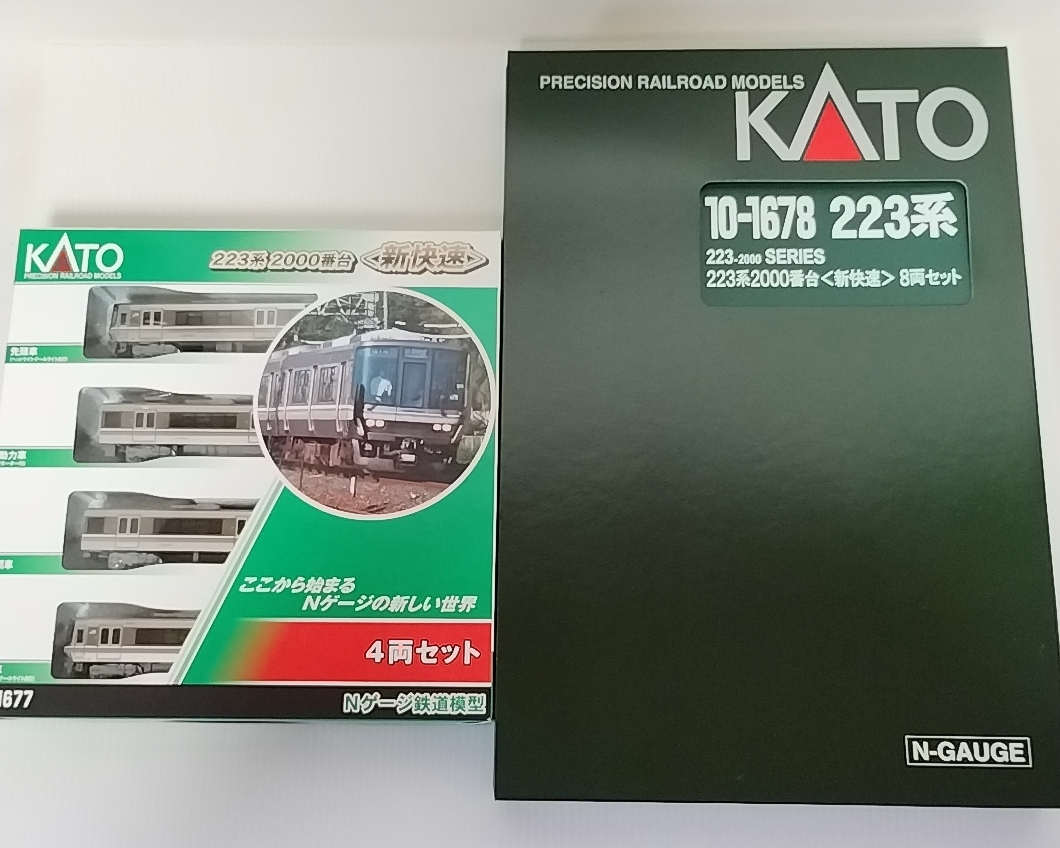 KATO
PRECISION RAILROAD MODELS
223系2000番台 <新快速>
先頭車
動力車
ここから始まる
Nゲージの新しい世界
4両セット
1677
Nゲージ鉄道模型
PRECISION RAILROAD MODELS
KATO
10-1678 223系
223-2000 SERIES
223系2000番台<新快速> 8両セット
N-GAUGE